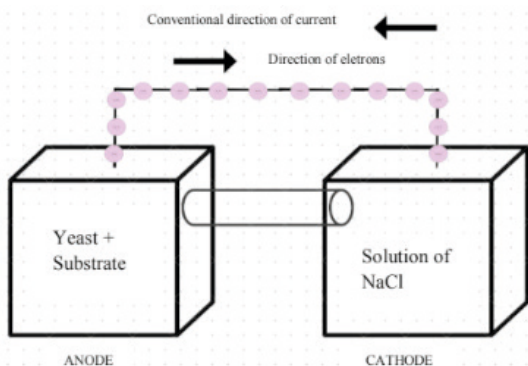 Conventional direction of current
Direction of eletrons
Yeast +
Substrate
Solution of
NaCl
ANODE
CATHODE